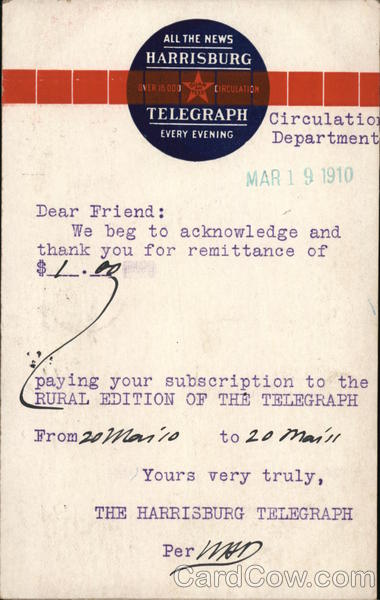 ALL THE NEWS
HARRISBURG
OVER 15000 CIRCULATION
TELEGRAPH
EVERY EVENING
Circulation
Department
MAR 19 1910
Dear Friend:
We beg to acknowledge and
thank you for remittance of
$1.00
paying your subscription to the
RURAL EDITION OF THE TELEGRAPH
From 20 Mar 10 to 20 Mar 11
Yours very truly,
THE HARRISBURG TELEGRAPH
Per
CardCow.com